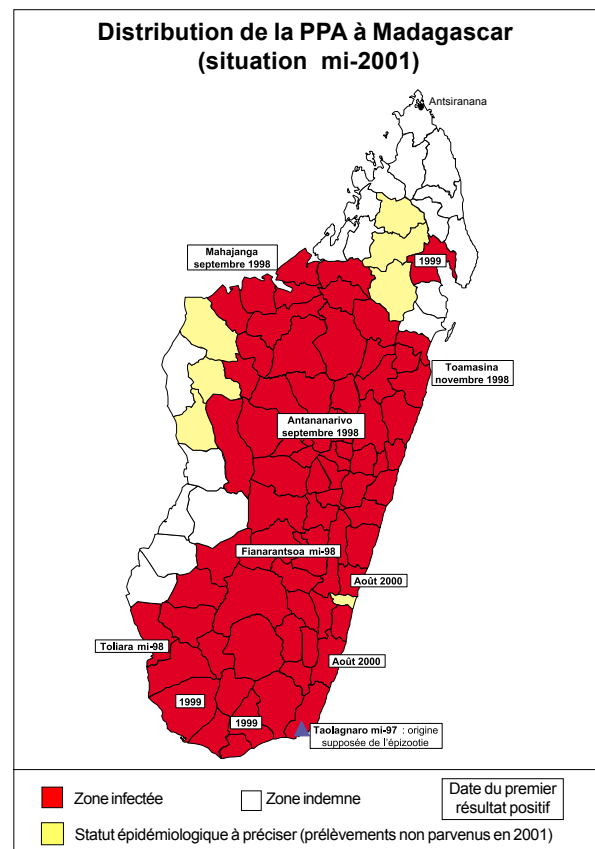 Distribution de la PPA à Madagascar
(situation mi-2001)
Antsiranana
Mahajanga
septembre 1998
1999
Toamasina
novembre 1998
Antananarivo
septembre 1998
Fianarantsoa mi-98
Août 2000
Toliara mi-98
Août 2000
1999
1999
Taolagnaro mi-97 : origine
supposée de l'épizootie
Zone infectée
Zone indemne
Date du premier
résultat positif
Statut épidémiologique à préciser (prélèvements non parvenus en 2001)